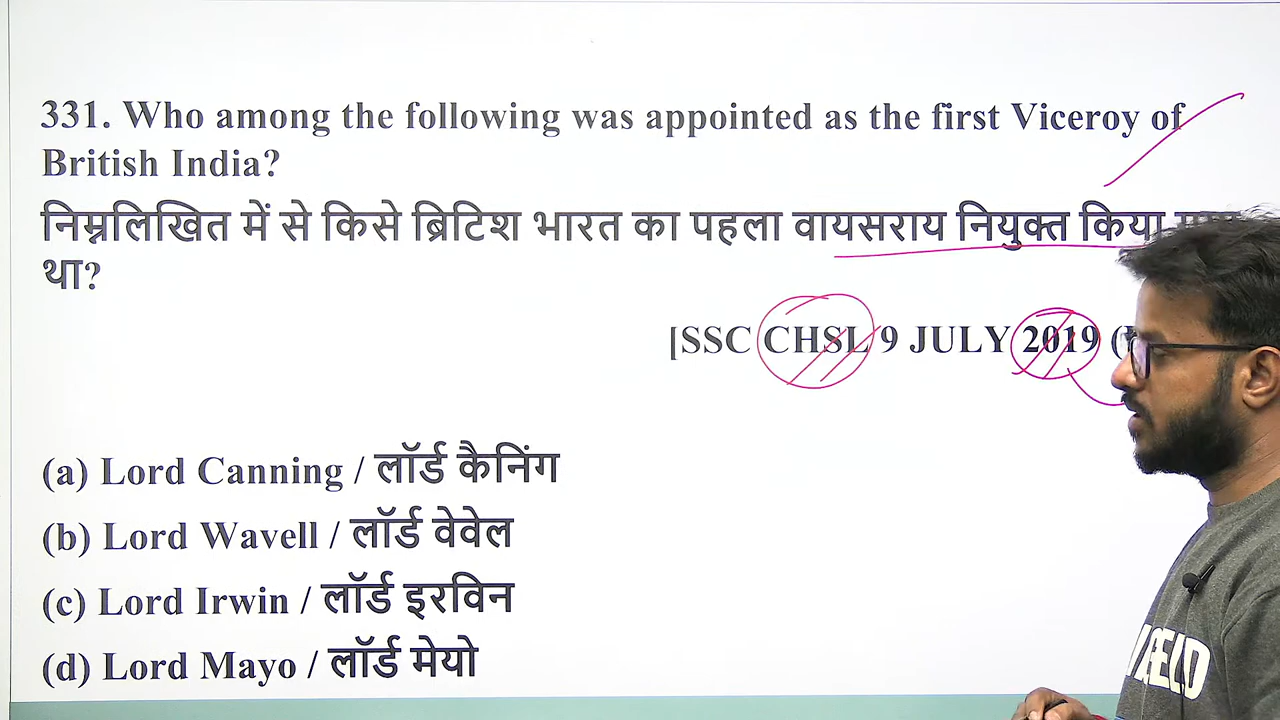 331. Who among the following was appointed as the first Viceroy of
British India?
निम्नलिखित में से किसे ब्रिटिश भारत का पहला वायसराय नियुक्त किया
था?
[SSC CHSL 9 JULY 2019
(a) Lord Canning / लॉर्ड कैनिंग
(b) Lord Wavell / लॉर्ड वेवेल
(c) Lord Irwin / लॉर्ड इरविन
(d) Lord Mayo / लॉर्ड मेयो